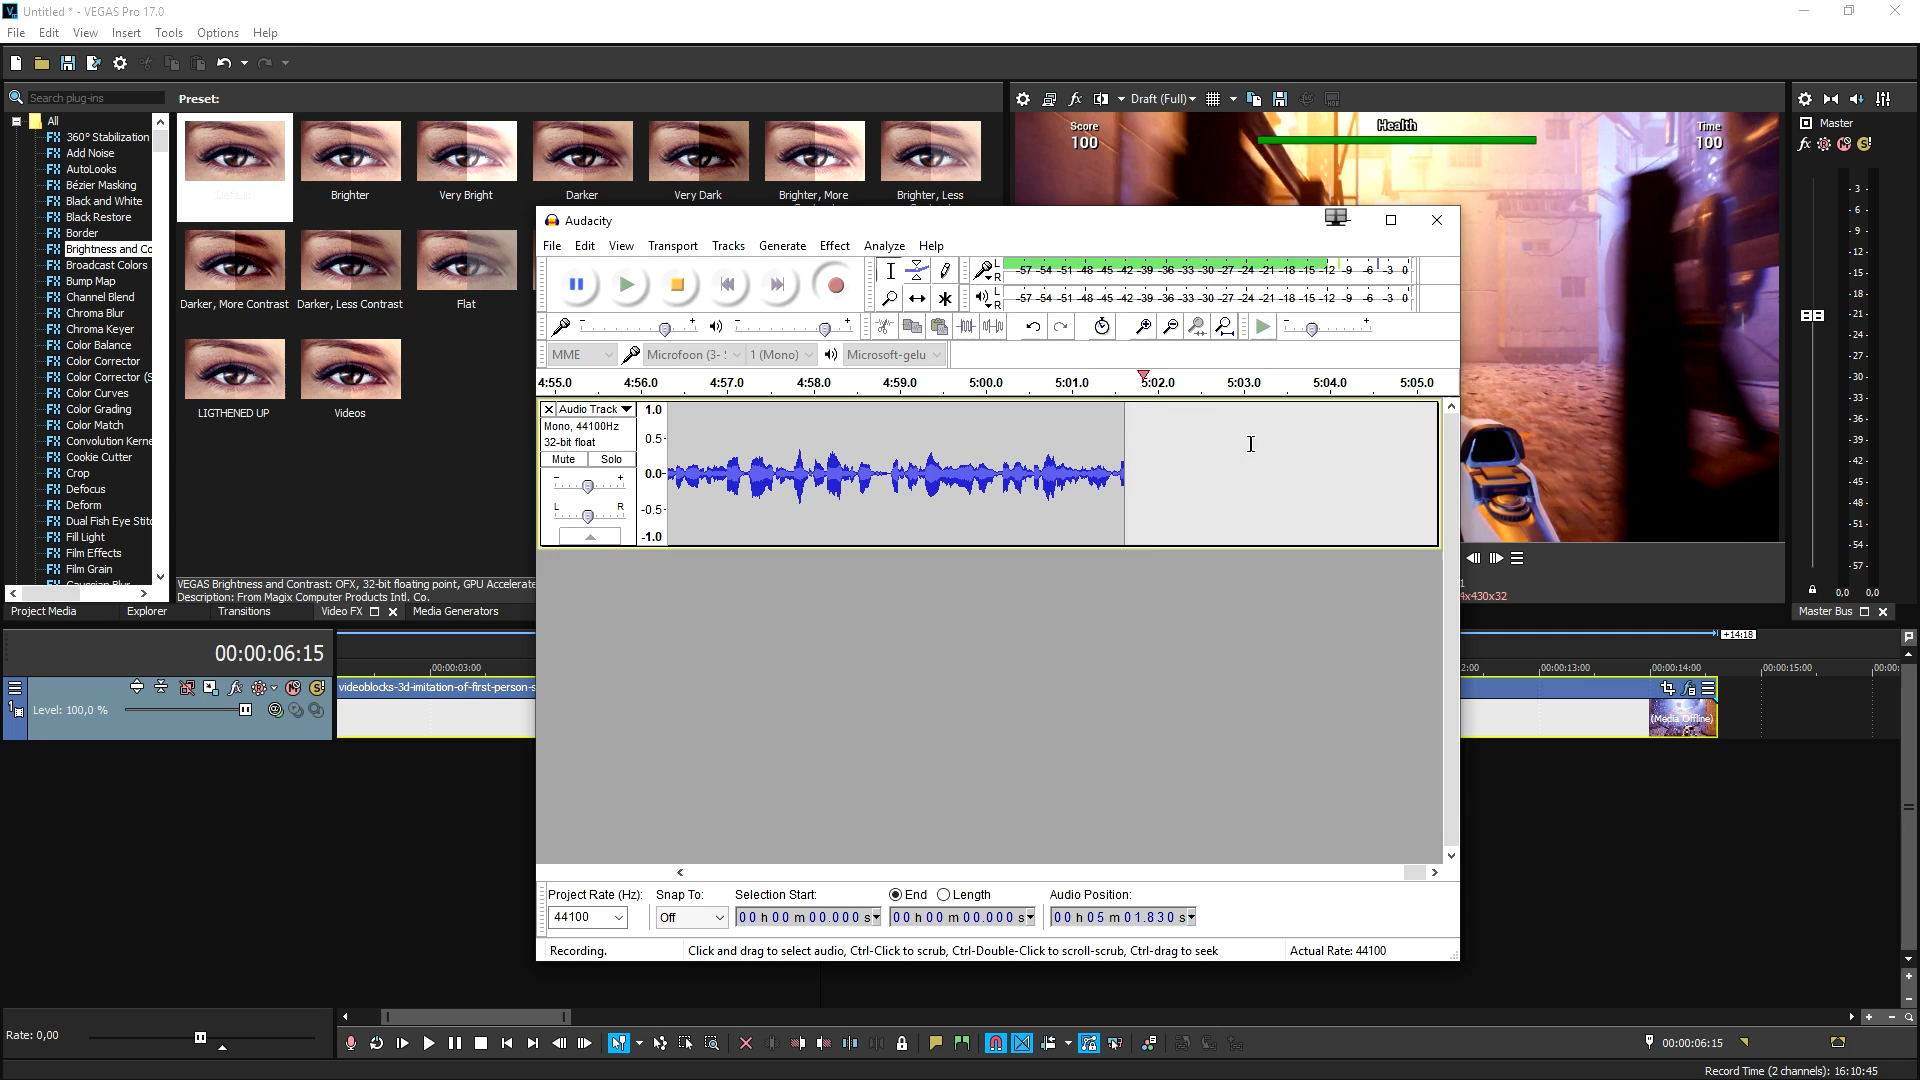 Untitled * - VEGAS Pro 17.0
File Edit View Insert Tools Options Help
Search plug-ins
Preset:
All
360° Stabilization
Add Noise
AutoLooks
Bézier Masking
Black and White
Black Restore
Border
Brightness and Co
Broadcast Colors
Bump Map
Channel Blend
Chroma Blur
Chroma Keyer
Color Balance
Color Corrector
Color Corrector (S
Color Curves
Color Grading
Color Match
Convolution Kerne
Cookie Cutter
Crop
Defocus
Deform
Dual Fish Eye Stitc
Fill Light
Film Effects
Film Grain
Brighter
Very Bright
Darker
Very Dark
Brighter, More
Brighter, Less
Darker, More Contrast
Darker, Less Contrast
Flat
LIGTHENED UP
Videos
VEGAS Brightness and Contrast: OFX, 32-bit floating point, GPU Accelerate
Description: From Magix Computer Products Intl. Co.
Project Media Explorer Transitions Video FX Media Generators
Draft (Full)
Score
100
Health
Time
100
4x430x32
Master
-3-
-6-
-9-
-12-
-15-
-18-
-21-
-24-
-27-
-30-
-33-
-36-
-39-
-42-
-45-
-48-
-51-
-54-
-57-
0,0 0,0
Master Bus
Audacity
File Edit View Transport Tracks Generate Effect Analyze Help
L
R
-57 -54 -51 -48 -45 -42 -39 -36 -33 -30 -27 -24 -21 -18 -15 -12 -9 -6 -3 0
L
R
-57 -54 -51 -48 -45 -42 -39 -36 -33 -30 -27 -24 -21 -18 -15 -12 -9 -6 -3 0
MME Microfoon (3- 1 (Mono) Microsoft-gelu
4:55.0 4:56.0 4:57.0 4:58.0 4:59.0 5:00.0 5:01.0 5:02.0 5:03.0 5:04.0 5:05.0
Audio Track
Mono, 44100Hz
32-bit float
Mute Solo
L R
1.0
0.5
0.0
-0.5
-1.0
Project Rate (Hz): Snap To: Selection Start: End Length Audio Position:
44100 Off 00 h 00 m 00.000 s 00 h 00 m 00.000 s 00 h 05 m 01.830 s
Recording. Click and drag to select audio, Ctrl-Click to scrub, Ctrl-Double-Click to scroll-scrub, Ctrl-drag to seek Actual Rate: 44100
00:00:06:15
+14:18
00:00:03:00
2:00 00:00:13:00 00:00:14:00 00:00:15:00 00:00:
Level: 100,0 %
videoblocks-3d-imitation-of-first-person-s
(Media Offline)
Rate: 0,00
00:00:06:15
Record Time (2 channels): 16:10:45